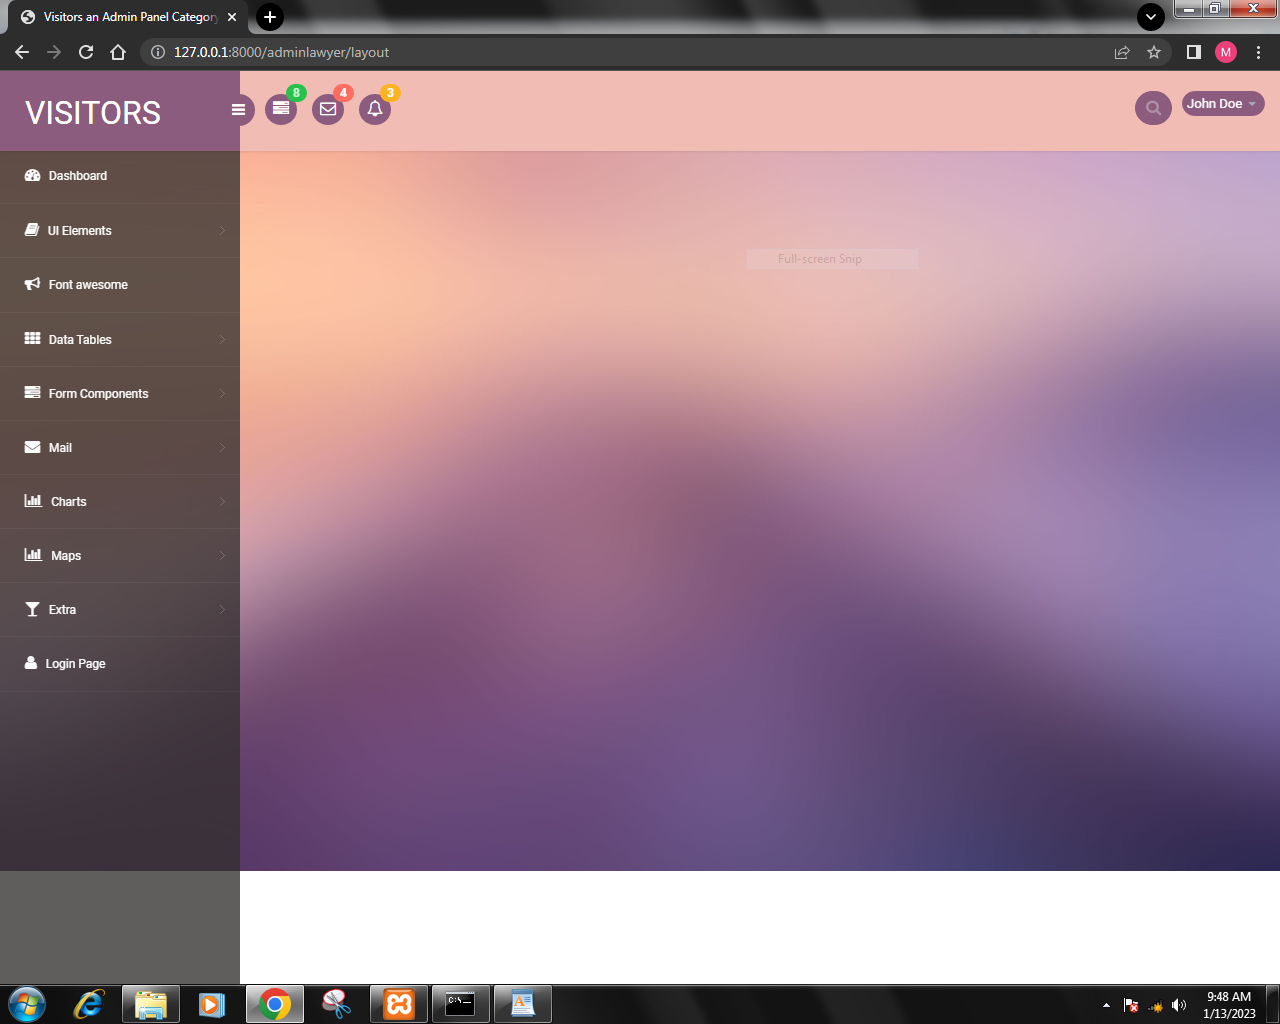 Visitors an Admin Panel Category
127.0.0.1:8000/adminlawyer/layout
M
VISITORS
8
4
3
John Doe
Dashboard
UI Elements
Full-screen Snip
Font awesome
Data Tables
Form Components
Mail
Charts
Maps
Extra
Login Page
C:\
9:48 AM
1/13/2023